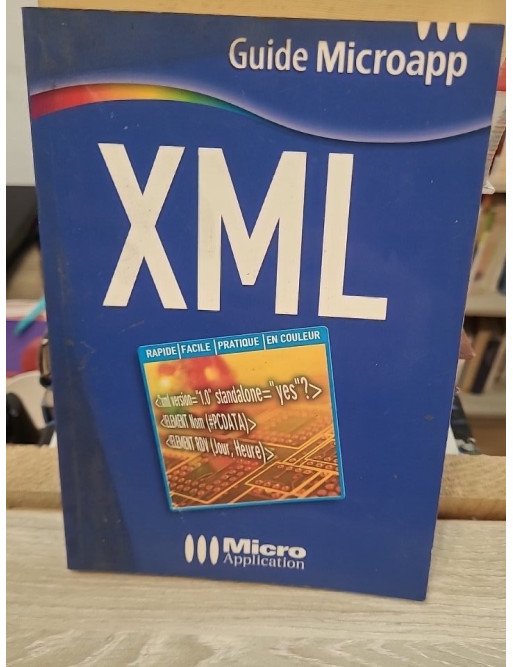 Guide Microapp
XML
RAPIDE | FACILE | PRATIQUE | EN COULEUR
<?xml version="1.0" standalone="yes"?>
<!ELEMENT Nom (#PCDATA)>
<!ELEMENT RDV (Jour, Heure)>
Micro
Application